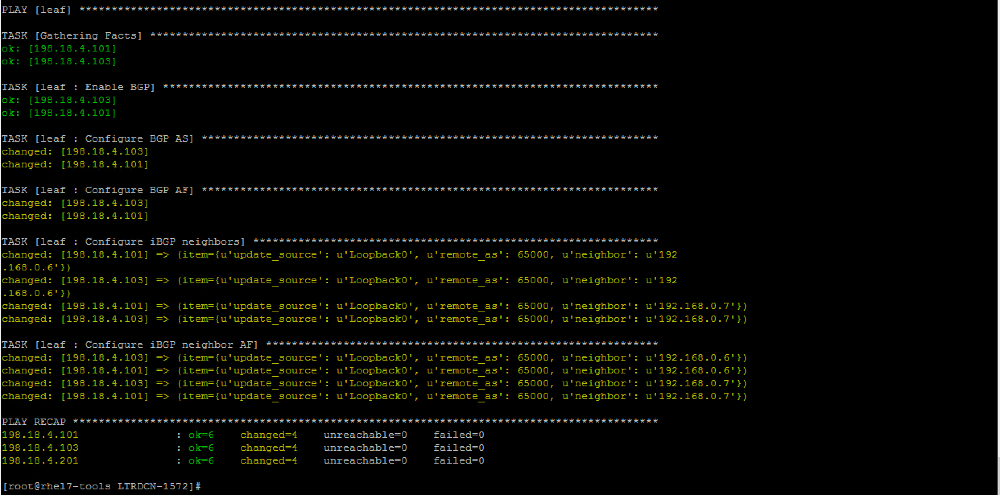 PLAY [leaf] ******************************************************************************************
TASK [Gathering Facts] *******************************************************************************
ok: [198.18.4.101]
ok: [198.18.4.103]
TASK [leaf : Enable BGP] *****************************************************************************
ok: [198.18.4.103]
ok: [198.18.4.101]
TASK [leaf : Configure BGP AS] ***********************************************************************
changed: [198.18.4.103]
changed: [198.18.4.101]
TASK [leaf : Configure BGP AF] ***********************************************************************
changed: [198.18.4.103]
changed: [198.18.4.101]
TASK [leaf : Configure iBGP neighbors] ***************************************************************
changed: [198.18.4.101] => (item={u'update_source': u'Loopback0', u'remote_as': 65000, u'neighbor': u'192
.168.0.6'})
changed: [198.18.4.103] => (item={u'update_source': u'Loopback0', u'remote_as': 65000, u'neighbor': u'192
.168.0.6'})
changed: [198.18.4.101] => (item={u'update_source': u'Loopback0', u'remote_as': 65000, u'neighbor': u'192.168.0.7'})
changed: [198.18.4.103] => (item={u'update_source': u'Loopback0', u'remote_as': 65000, u'neighbor': u'192.168.0.7'})
TASK [leaf : Configure iBGP neighbor AF] *************************************************************
changed: [198.18.4.103] => (item={u'update_source': u'Loopback0', u'remote_as': 65000, u'neighbor': u'192.168.0.6'})
changed: [198.18.4.101] => (item={u'update_source': u'Loopback0', u'remote_as': 65000, u'neighbor': u'192.168.0.6'})
changed: [198.18.4.103] => (item={u'update_source': u'Loopback0', u'remote_as': 65000, u'neighbor': u'192.168.0.7'})
changed: [198.18.4.101] => (item={u'update_source': u'Loopback0', u'remote_as': 65000, u'neighbor': u'192.168.0.7'})
PLAY RECAP *******************************************************************************************
198.18.4.101               : ok=6    changed=4    unreachable=0    failed=0
198.18.4.103               : ok=6    changed=4    unreachable=0    failed=0
198.18.4.201               : ok=6    changed=4    unreachable=0    failed=0
[root@rhel7-tools LTRDCN-1572]#